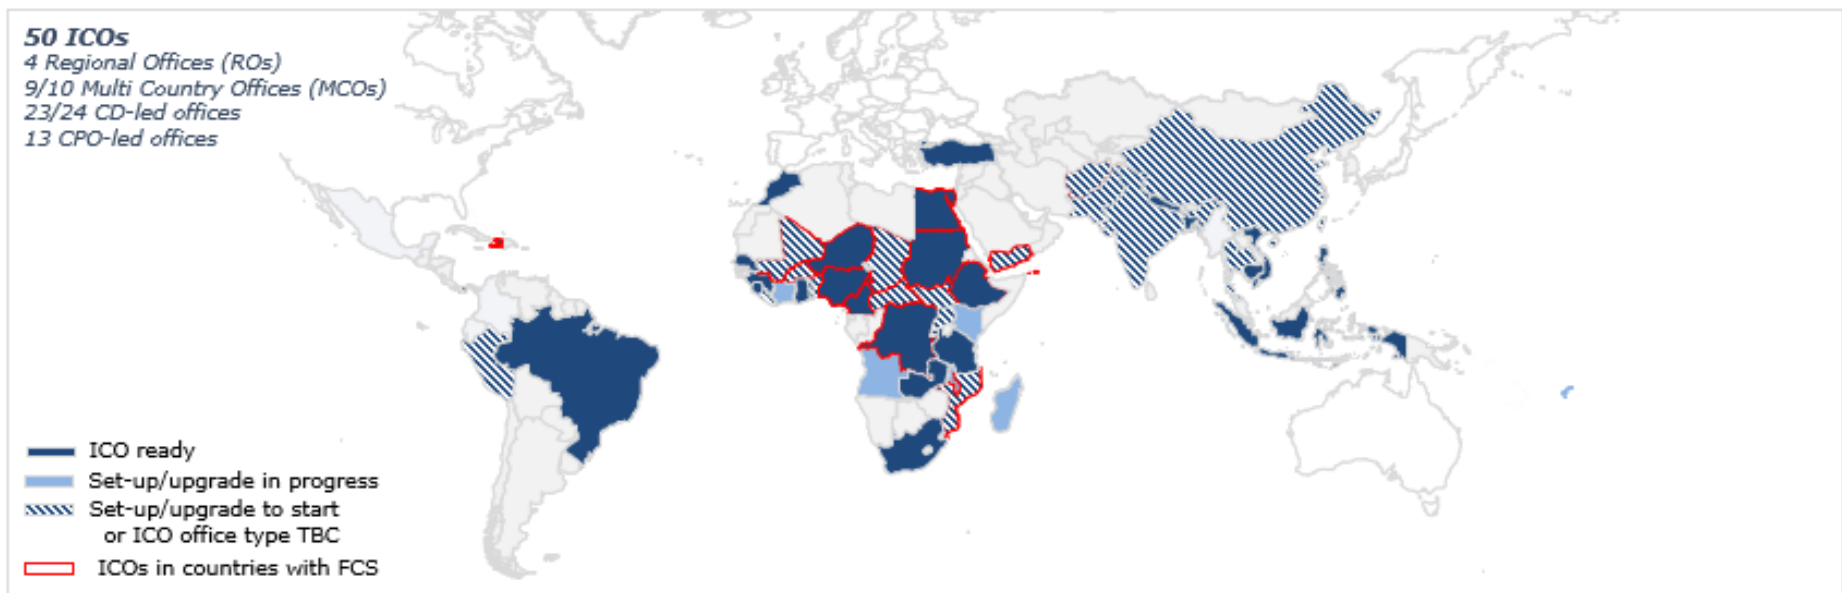 50 ICOs
4 Regional Offices (ROs)
9/10 Multi Country Offices (MCOs)
23/24 CD-led offices
13 CPO-led offices
ICO ready
Set-up/upgrade in progress
Set-up/upgrade to start
or ICO office type TBC
ICOs in countries with FCS